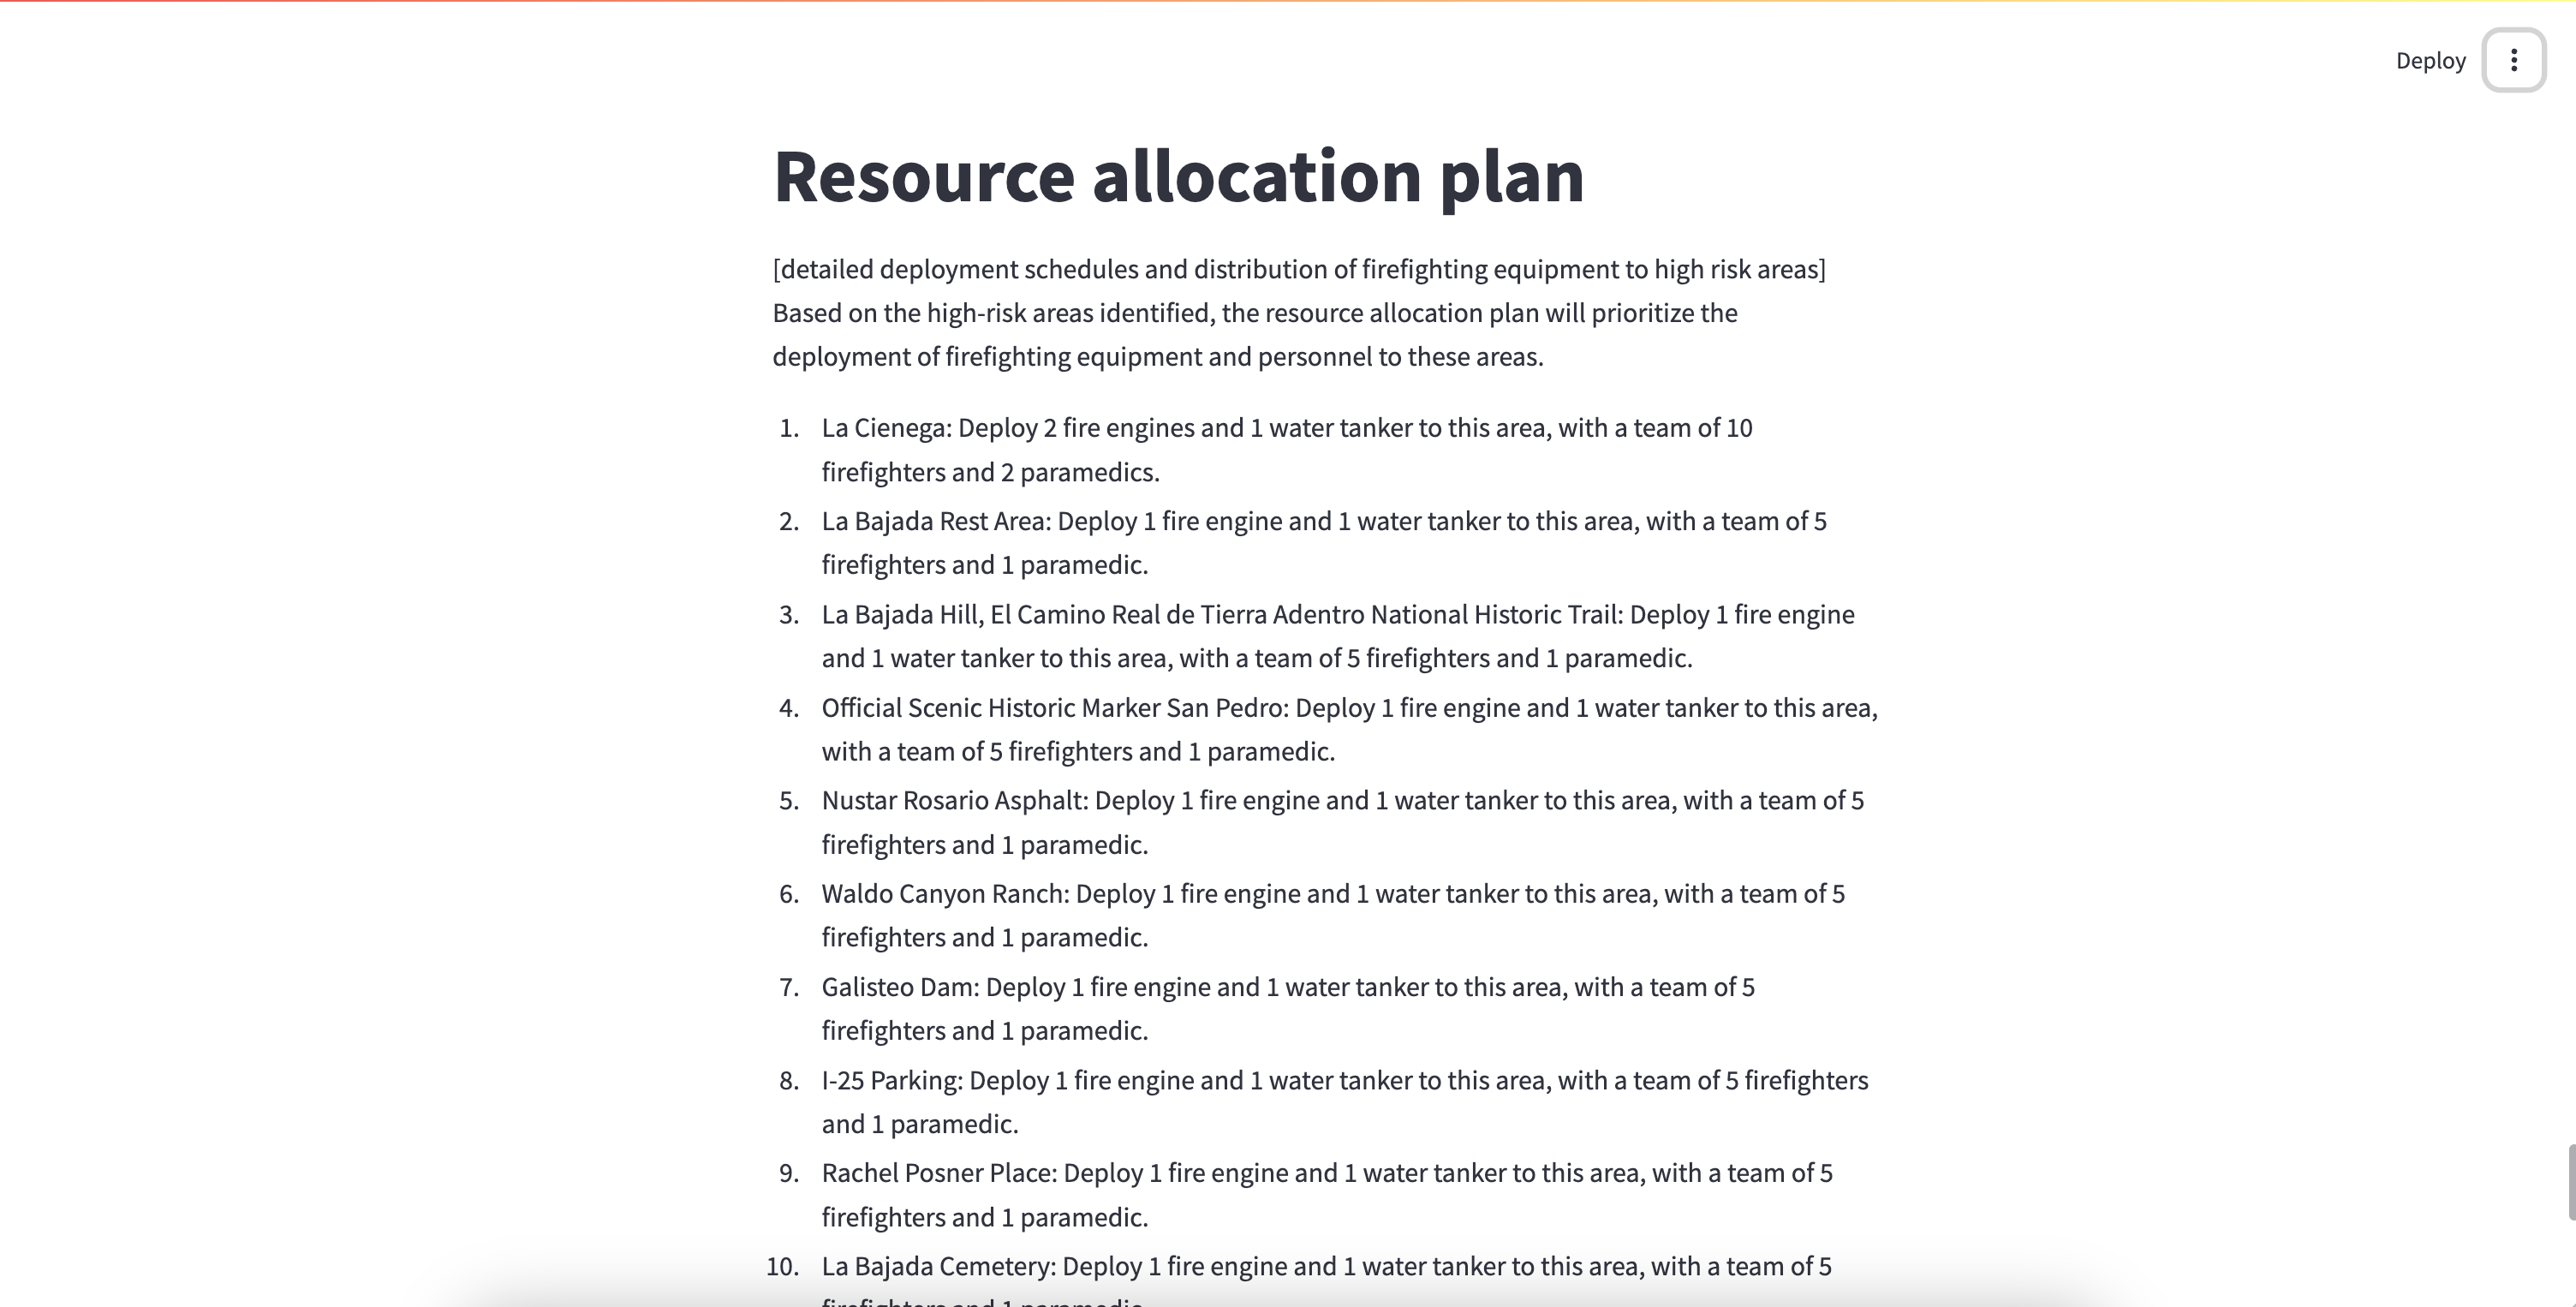 Deploy
Resource allocation plan
[detailed deployment schedules and distribution of firefighting equipment to high risk areas]
Based on the high-risk areas identified, the resource allocation plan will prioritize the
deployment of firefighting equipment and personnel to these areas.
1. La Cienega: Deploy 2 fire engines and 1 water tanker to this area, with a team of 10
firefighters and 2 paramedics.
2. La Bajada Rest Area: Deploy 1 fire engine and 1 water tanker to this area, with a team of 5
firefighters and 1 paramedic.
3. La Bajada Hill, El Camino Real de Tierra Adentro National Historic Trail: Deploy 1 fire engine
and 1 water tanker to this area, with a team of 5 firefighters and 1 paramedic.
4. Official Scenic Historic Marker San Pedro: Deploy 1 fire engine and 1 water tanker to this area,
with a team of 5 firefighters and 1 paramedic.
5. Nustar Rosario Asphalt: Deploy 1 fire engine and 1 water tanker to this area, with a team of 5
firefighters and 1 paramedic.
6. Waldo Canyon Ranch: Deploy 1 fire engine and 1 water tanker to this area, with a team of 5
firefighters and 1 paramedic.
7. Galisteo Dam: Deploy 1 fire engine and 1 water tanker to this area, with a team of 5
firefighters and 1 paramedic.
8. I-25 Parking: Deploy 1 fire engine and 1 water tanker to this area, with a team of 5 firefighters
and 1 paramedic.
9. Rachel Posner Place: Deploy 1 fire engine and 1 water tanker to this area, with a team of 5
firefighters and 1 paramedic.
10. La Bajada Cemetery: Deploy 1 fire engine and 1 water tanker to this area, with a team of 5
firefighters and 1 paramedic.